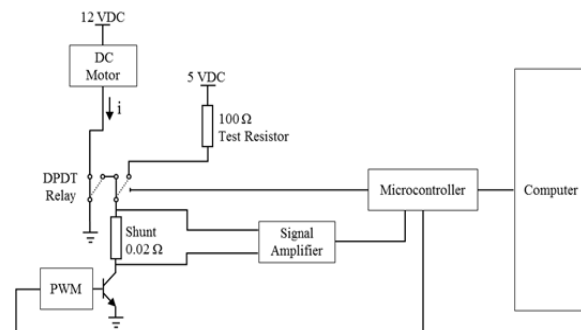 12 VDC
DC
Motor
i
5 VDC
100 Ω
Test Resistor
DPDT
Relay
Microcontroller
Computer
Shunt
0.02 Ω
Signal
Amplifier
PWM